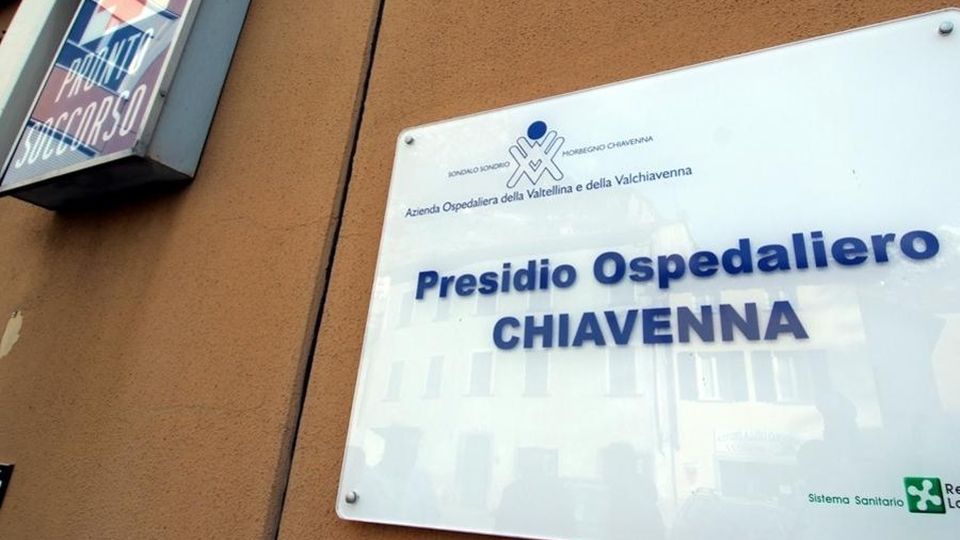 PRONTO
SOCCORSO
SONDALO SONDRIO
MORBEGNO CHIAVENNA
Azienda Ospedaliera della Valtellina e della Valchiavenna
Presidio Ospedaliero
CHIAVENNA
Sistema Sanitario